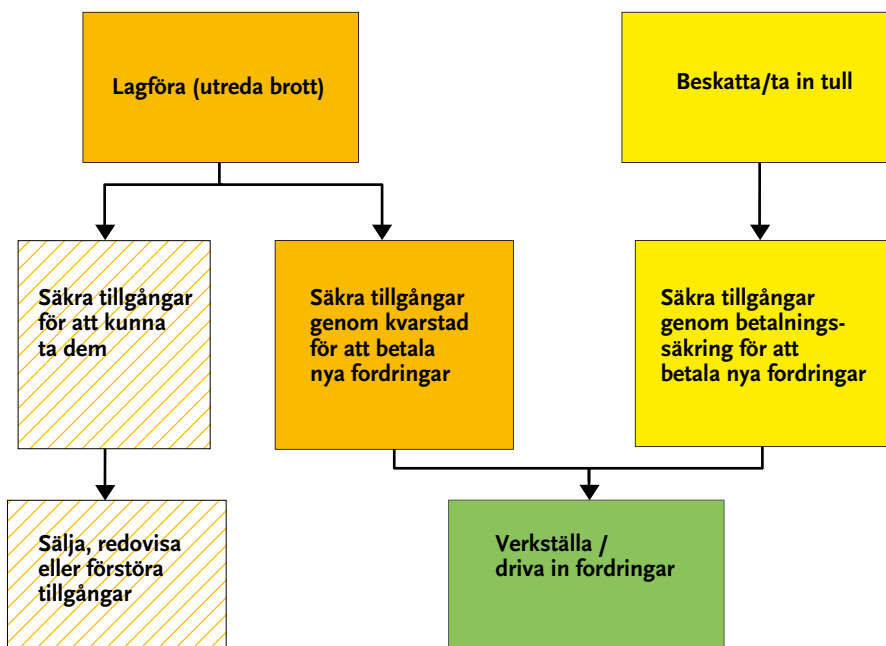 Lagföra (utreda brott)
Beskatta/ta in tull
Säkra tillgångar
för att kunna
ta dem
Säkra tillgångar
genom kvarstad
för att betala
nya fordringar
Säkra tillgångar
genom betalnings-
säkring för att
betala nya fordringar
Sälja, redovisa
eller förstöra
tillgångar
Verkställa /
driva in fordringar